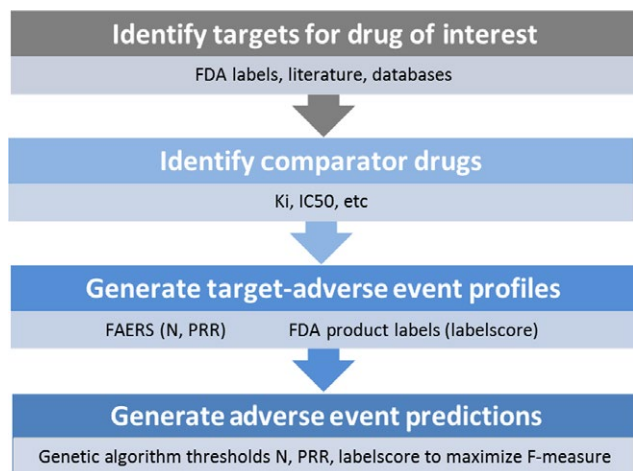 Identify targets for drug of interest
FDA labels, literature, databases
Identify comparator drugs
Ki, IC50, etc
Generate target-adverse event profiles
FAERS (N, PRR) FDA product labels (labelscore)
Generate adverse event predictions
Genetic algorithm thresholds N, PRR, labelscore to maximize F-measure